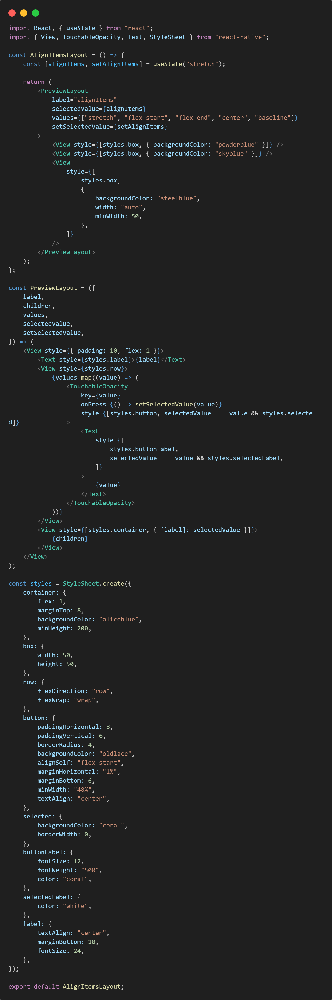 import React, { useState } from "react";
import { View, TouchableOpacity, Text, StyleSheet } from "react-native";

const AlignItemsLayout = () => {
    const [alignItems, setAlignItems] = useState("stretch");

    return (
        <PreviewLayout
            label="alignItems"
            selectedValue={alignItems}
            values={["stretch", "flex-start", "flex-end", "center", "baseline"]}
            setSelectedValue={setAlignItems}
        >
            <View style={[styles.box, { backgroundColor: "powderblue" }]} />
            <View style={[styles.box, { backgroundColor: "skyblue" }]} />
            <View
                style={[
                    styles.box,
                    {
                        backgroundColor: "steelblue",
                        width: "auto",
                        minWidth: 50,
                    },
                ]}
            />
        </PreviewLayout>
    );
};

const PreviewLayout = ({
    label,
    children,
    values,
    selectedValue,
    setSelectedValue,
}) => (
    <View style={{ padding: 10, flex: 1 }}>
        <Text style={styles.label}>{label}</Text>
        <View style={styles.row}>
            {values.map((value) => (
                <TouchableOpacity
                    key={value}
                    onPress={() => setSelectedValue(value)}
                    style={[styles.button, selectedValue === value && styles.selecte
d]}             >
                    <Text
                        style={[
                            styles.buttonLabel,
                            selectedValue === value && styles.selectedLabel,
                        ]}
                    >
                        {value}
                    </Text>
                </TouchableOpacity>
            ))}
        </View>
        <View style={[styles.container, { [label]: selectedValue }]}>
            {children}
        </View>
    </View>
);

const styles = StyleSheet.create({
    container: {
        flex: 1,
        marginTop: 8,
        backgroundColor: "aliceblue",
        minHeight: 200,
    },
    box: {
        width: 50,
        height: 50,
    },
    row: {
        flexDirection: "row",
        flexWrap: "wrap",
    },
    button: {
        paddingHorizontal: 8,
        paddingVertical: 6,
        borderRadius: 4,
        backgroundColor: "oldlace",
        alignSelf: "flex-start",
        marginHorizontal: "1%",
        marginBottom: 6,
        minWidth: "48%",
        textAlign: "center",
    },
    selected: {
        backgroundColor: "coral",
        borderWidth: 0,
    },
    buttonLabel: {
        fontSize: 12,
        fontWeight: "500",
        color: "coral",
    },
    selectedLabel: {
        color: "white",
    },
    label: {
        textAlign: "center",
        marginBottom: 10,
        fontSize: 24,
    },
});

export default AlignItemsLayout;